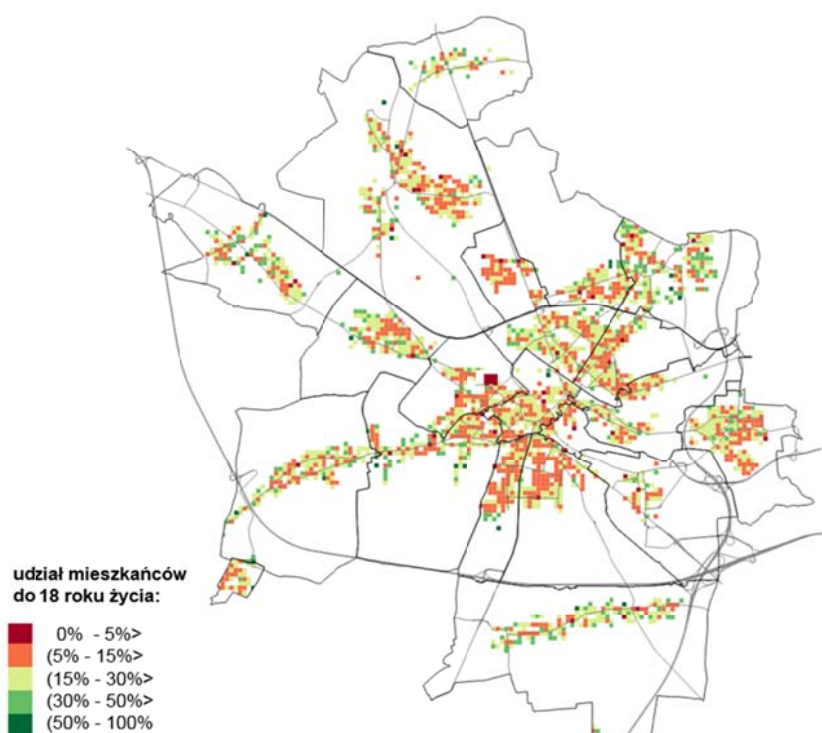 udział mieszkańców
do 18 roku życia:
0% - 5%>
(5% - 15%>
(15% - 30%>
(30% - 50%>
(50% - 100%